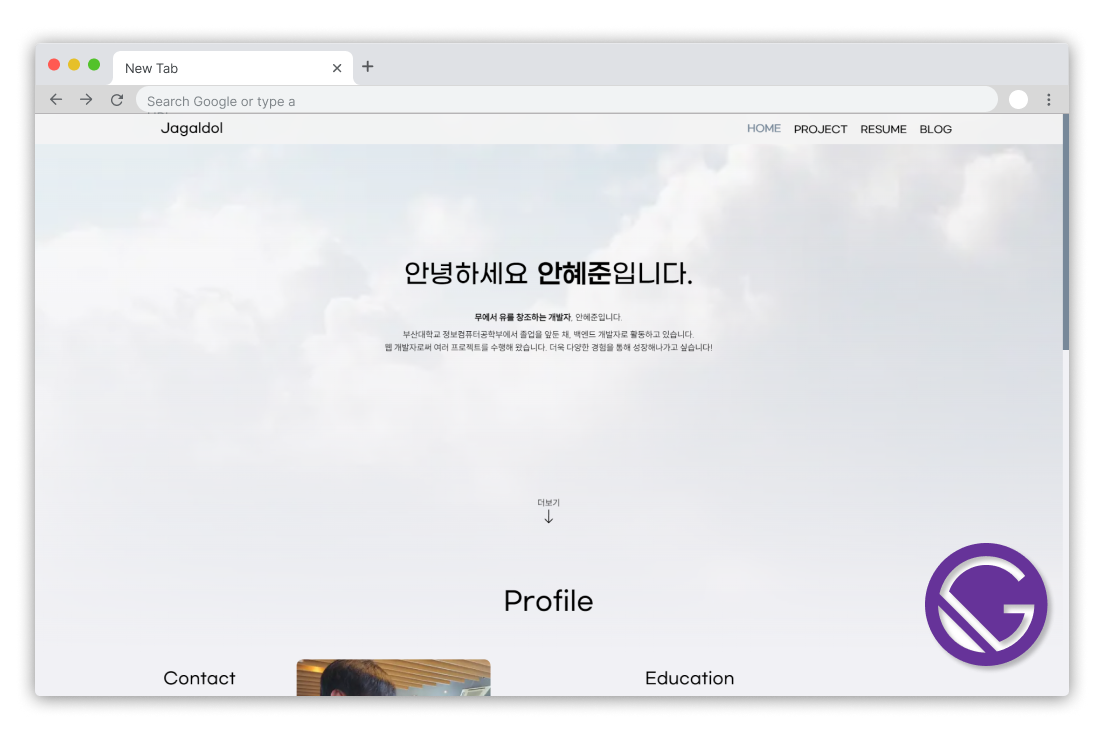 New Tab
Search Google or type a
Jagaldol
HOME PROJECT RESUME BLOG
안녕하세요 안혜준입니다.
무에서 유를 창조하는 개발자, 안혜준입니다.
부산대학교 정보컴퓨터공학부에서 졸업을 앞둔 채, 백엔드 개발자로 활동하고 있습니다.
웹 개발자로써 여러 프로젝트를 수행해 왔습니다. 더욱 다양한 경험을 통해 성장해나가고 싶습니다!
더보기
Profile
Contact
Education